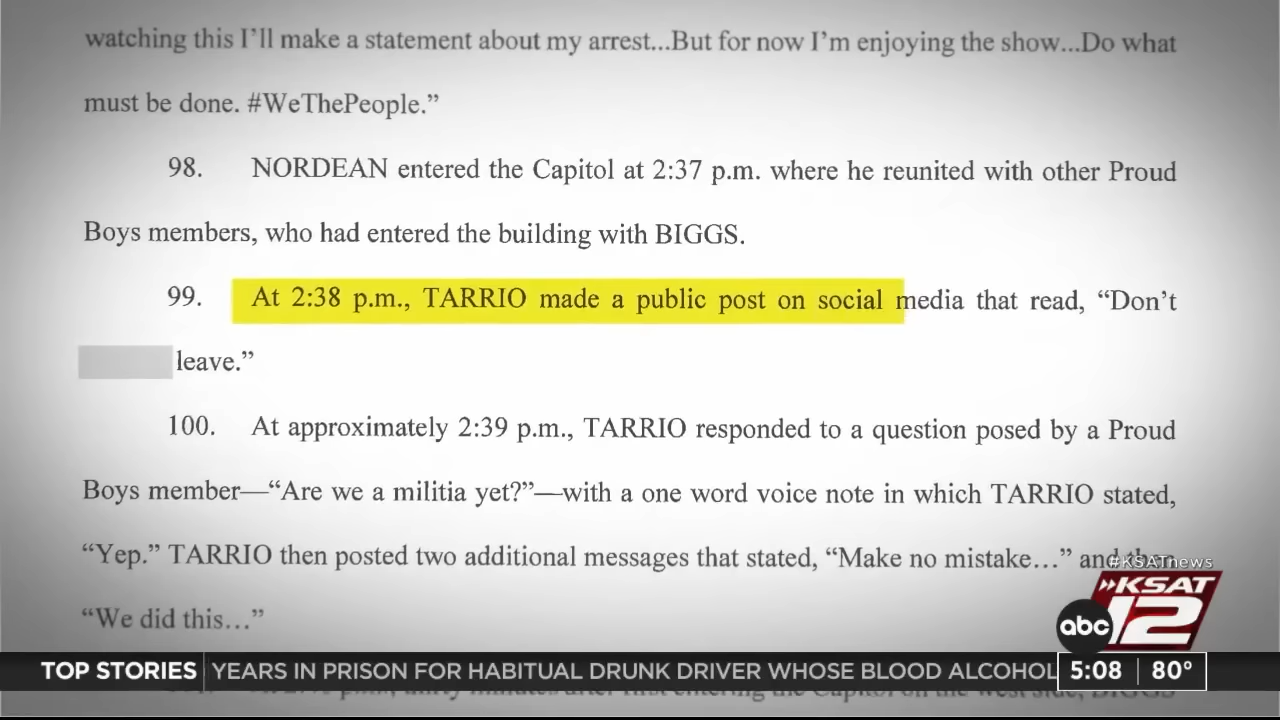 watching this I’ll make a statement about my arrest...But for now I’m enjoying the show...Do what
must be done. #WeThePeople.”
98. NORDEAN entered the Capitol at 2:37 p.m. where he reunited with other Proud
Boys members, who had entered the building with BIGGS.
99. At 2:38 p.m., TARRIO made a public post on social media that read, “Don’t
leave.”
100. At approximately 2:39 p.m., TARRIO responded to a question posed by a Proud
Boys member—“Are we a militia yet?”—with a one word voice note in which TARRIO stated,
“Yep.” TARRIO then posted two additional messages that stated, “Make no mistake…” and then
#KSATnews
“We did this…”
KSAT
abc 12
TOP STORIES YEARS IN PRISON FOR HABITUAL DRUNK DRIVER WHOSE BLOOD ALCOHOL 5:08 80°